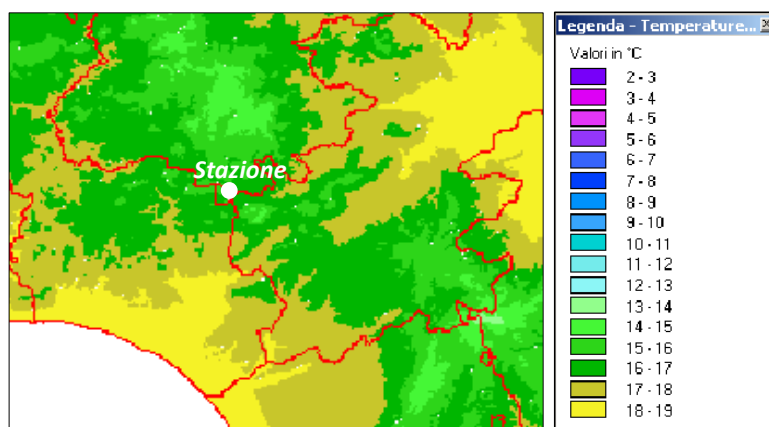 Stazione
Legenda - Temperature...
Valori in °C
2 - 3
3 - 4
4 - 5
5 - 6
6 - 7
7 - 8
8 - 9
9 - 10
10 - 11
11 - 12
12 - 13
13 - 14
14 - 15
15 - 16
16 - 17
17 - 18
18 - 19